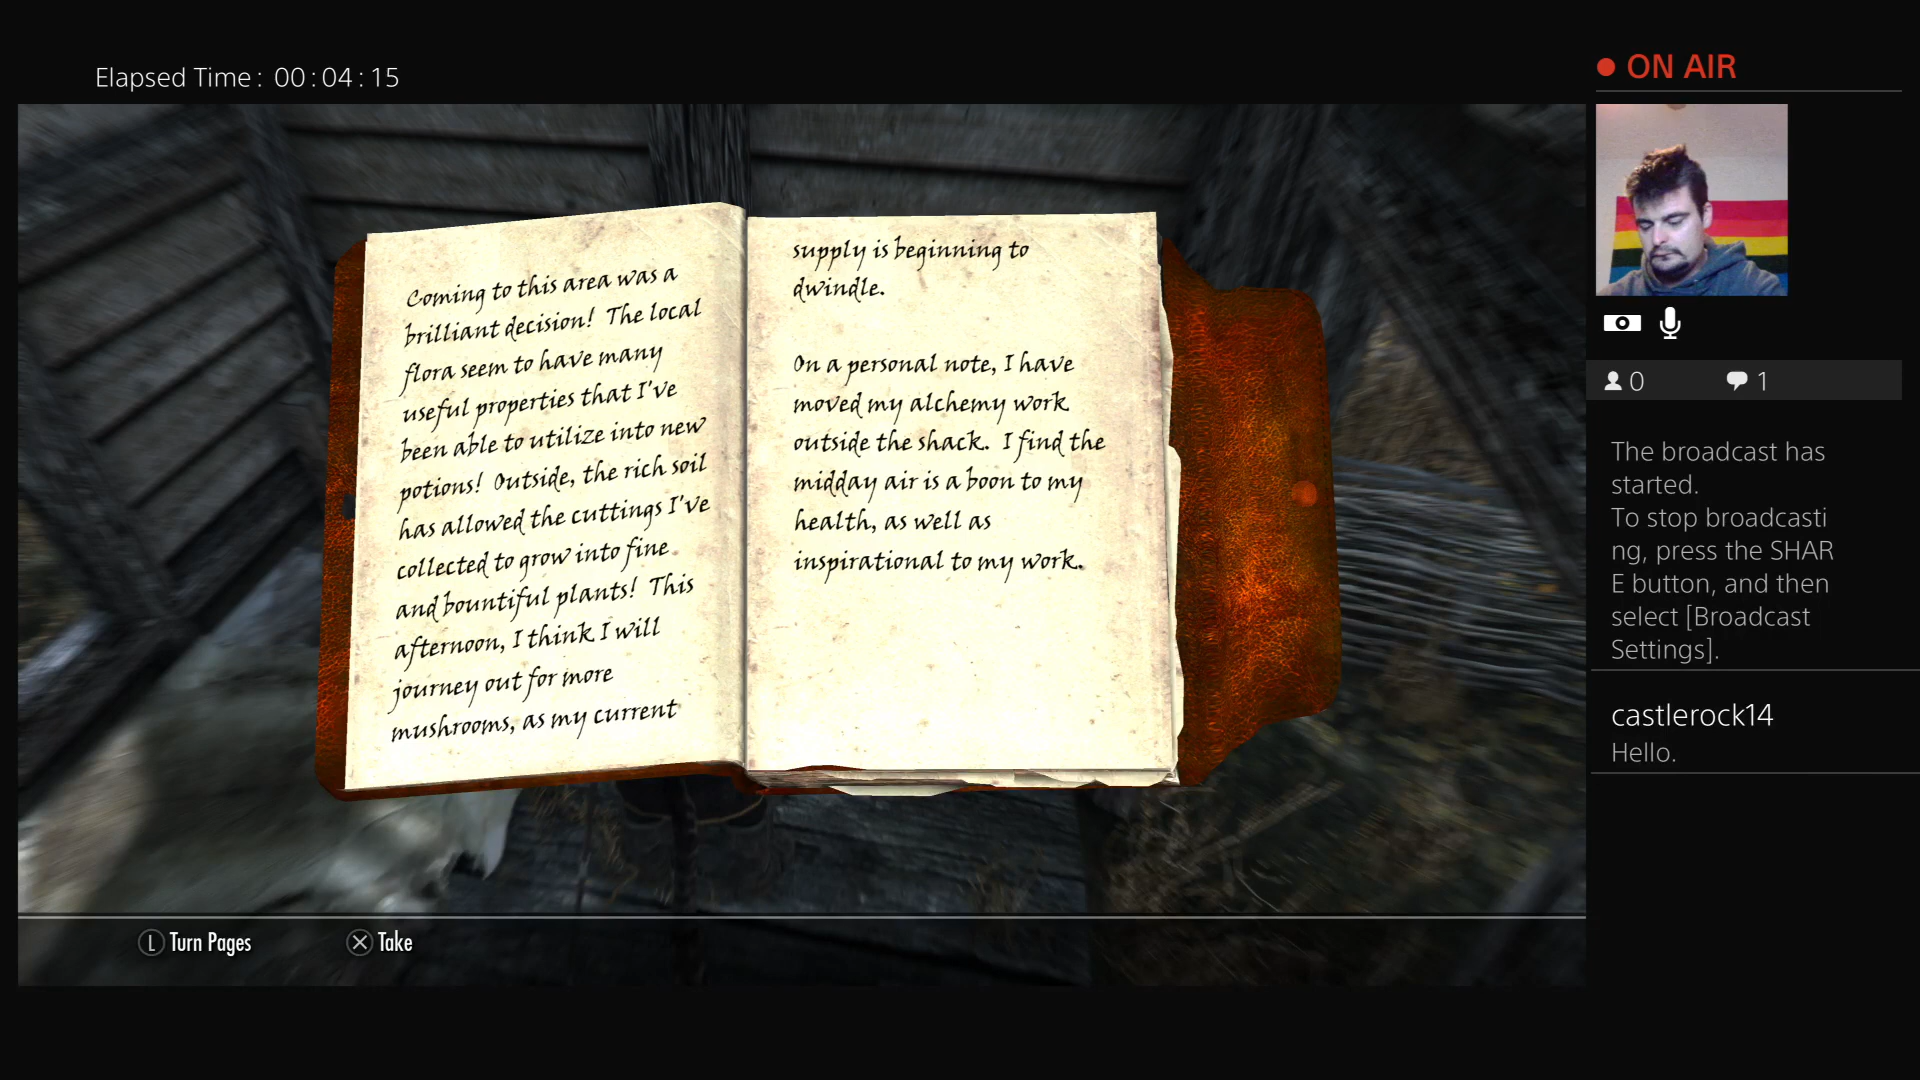 Elapsed Time: 00:04:15
ON AIR
Coming to this area was a
brilliant decision! The local
flora seem to have many
useful properties that I've
been able to utilize into new
potions! Outside, the rich soil
has allowed the cuttings I've
collected to grow into fine
and bountiful plants! This
afternoon, I think I will
journey out for more
mushrooms, as my current
supply is beginning to
dwindle.
On a personal note, I have
moved my alchemy work
outside the shack. I find the
midday air is a boon to my
health, as well as
inspirational to my work.
L Turn Pages
Take
0
1
The broadcast has
started.
To stop broadcasti
ng, press the SHAR
E button, and then
select [Broadcast
Settings].
castlerock14
Hello.